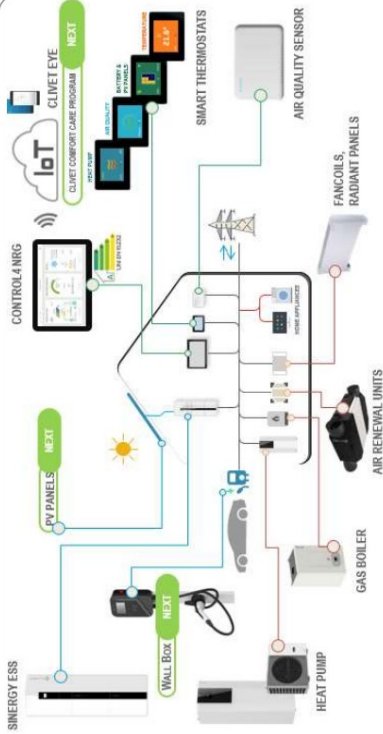 SINERGY ESS
PV PANELS
NEXT
CONTROL4 NRG
IoT
CLIVET EYE
CLIVET COMFORT CARE PROGRAM
NEXT
HEAT PUMP
AIR QUALITY
BATTERY &
PV PANELS
TEMPERATURE
21.6°
SMART THERMOSTATS
AIR QUALITY SENSOR
WALL BOX
NEXT
HOME APPLIANCES
HEAT PUMP
GAS BOILER
AIR RENEWAL UNITS
FANCOILS,
RADIANT PANELS